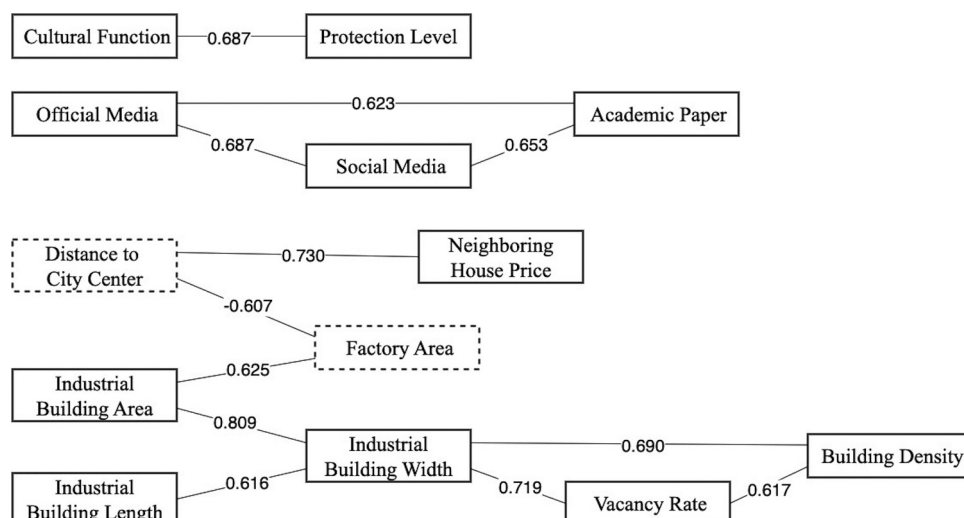 Cultural Function
0.687
Protection Level
Official Media
0.623
Academic Paper
0.687
0.653
Social Media
Distance to
City Center
0.730
Neighboring
House Price
-0.607
Factory Area
0.625
Industrial
Building Area
0.809
Industrial
Building Width
0.690
Building Density
0.616
0.719
0.617
Industrial
Building Length
Vacancy Rate